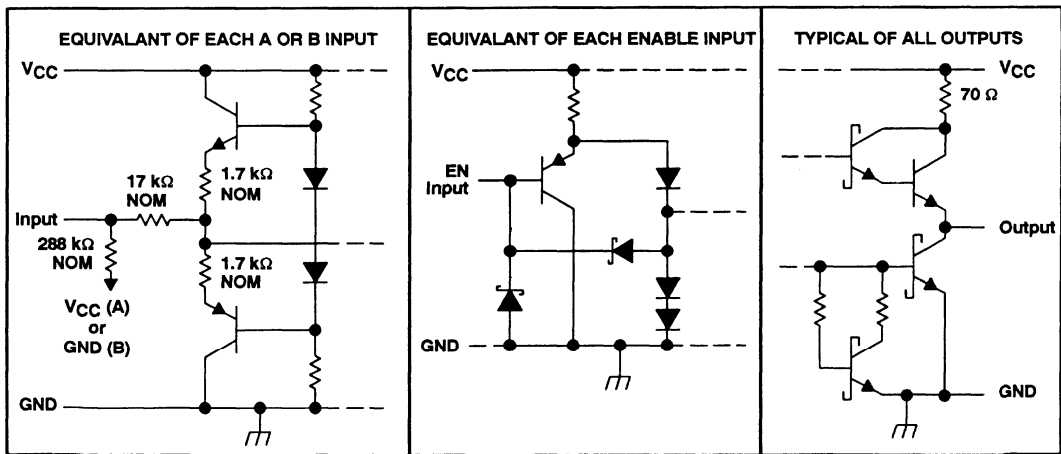 EQUIVALANT OF EACH A OR B INPUT
VCC
17 kΩ
NOM
1.7 kΩ
NOM
Input
288 kΩ
NOM
1.7 kΩ
NOM
VCC (A)
or
GND (B)
GND
EQUIVALANT OF EACH ENABLE INPUT
VCC
EN
Input
GND
TYPICAL OF ALL OUTPUTS
VCC
70 Ω
Output
GND